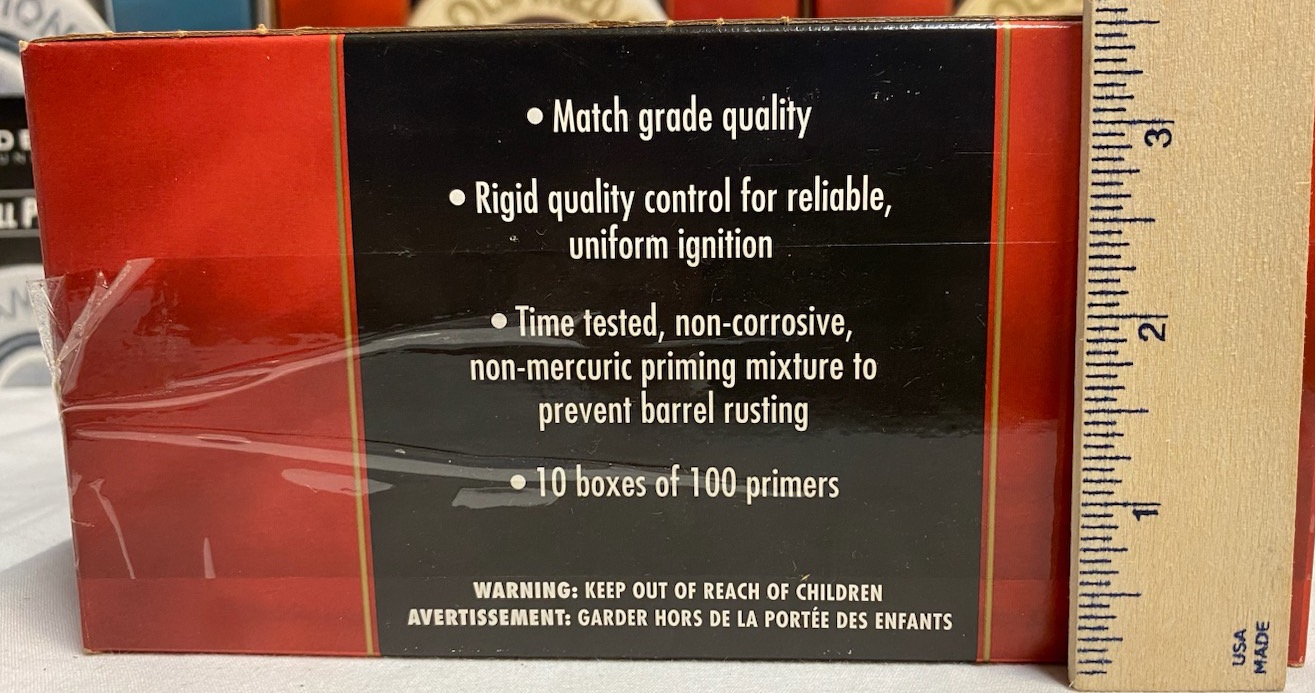 • Match grade quality
• Rigid quality control for reliable,
uniform ignition
• Time tested, non-corrosive,
non-mercuric priming mixture to
prevent barrel rusting
• 10 boxes of 100 primers
WARNING: KEEP OUT OF REACH OF CHILDREN
AVERTISSEMENT: GARDER HORS DE LA PORTÉE DES ENFANTS
3
2
1
USA
MADE